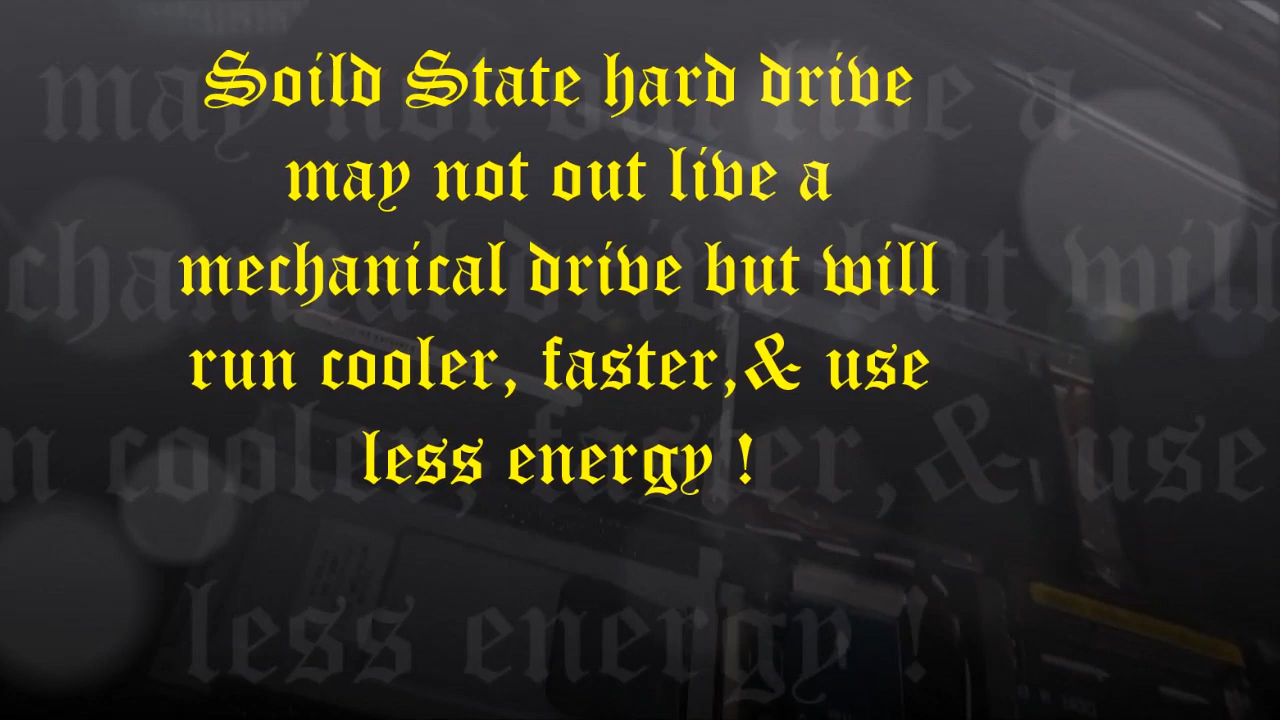 Soild State hard drive
may not out live a
mechanical drive but will
run cooler, faster,& use
less energy !